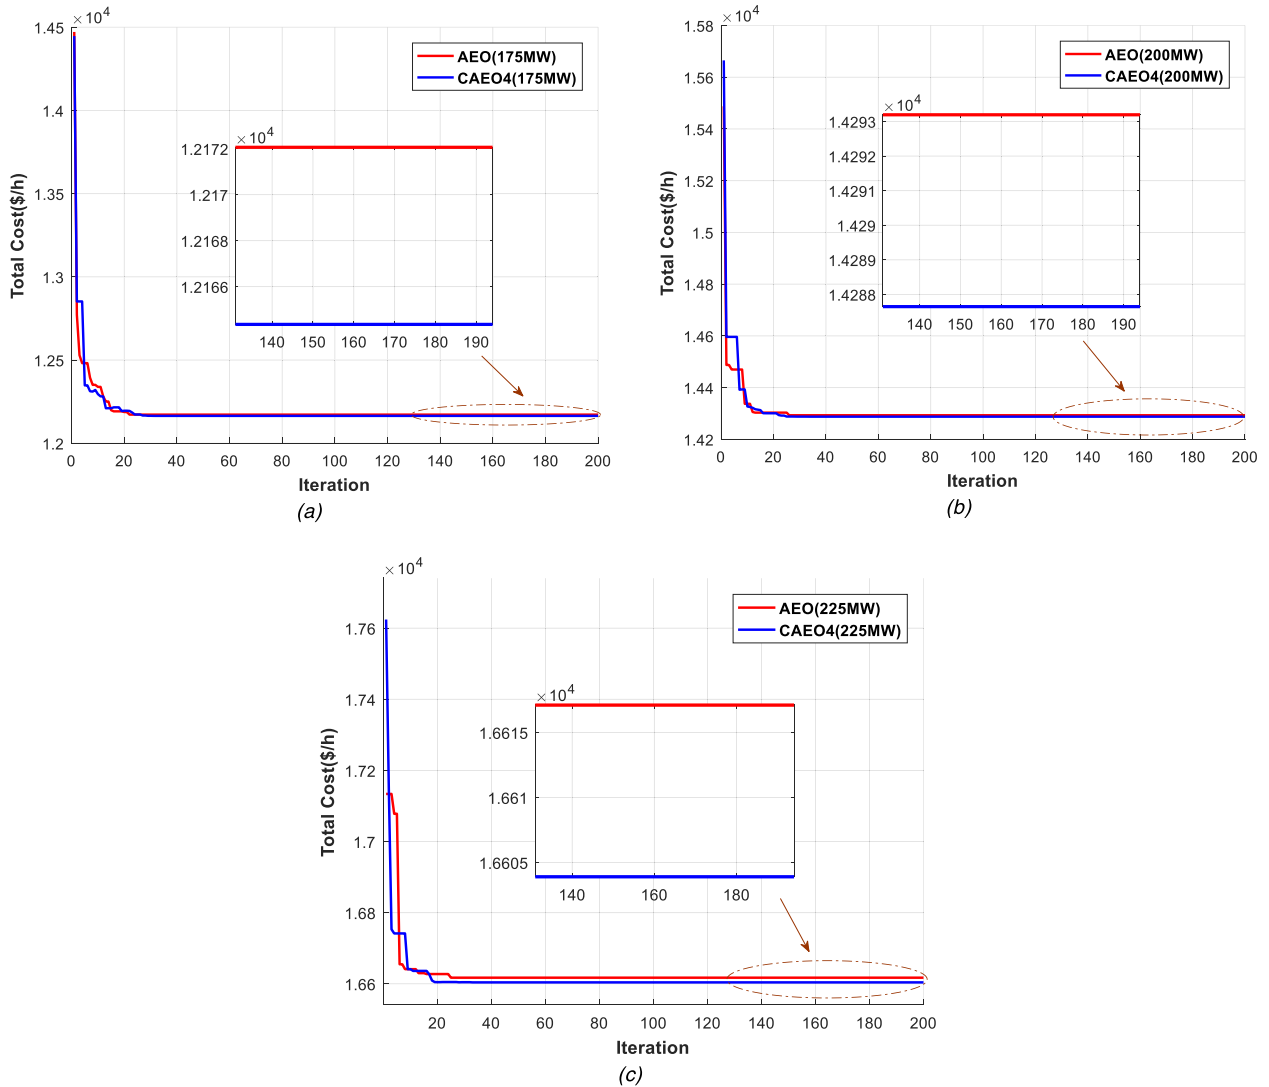 ×10⁴
1.45
1.4
1.35
1.3
1.25
1.2
Total Cost($/h)
AEO(175MW)
CAEO4(175MW)
×10⁴
1.2172
1.217
1.2168
1.2166
140 150 160 170 180 190
0 20 40 60 80 100 120 140 160 180 200
Iteration
(a)
×10⁴
1.58
1.56
1.54
1.52
1.5
1.48
1.46
1.44
1.42
Total Cost($/h)
AEO(200MW)
CAEO4(200MW)
×10⁴
1.4293
1.4292
1.4291
1.429
1.4289
1.4288
140 150 160 170 180 190
0 20 40 60 80 100 120 140 160 180 200
Iteration
(b)
×10⁴
1.76
1.74
1.72
1.7
1.68
1.66
Total Cost($/h)
AEO(225MW)
CAEO4(225MW)
×10⁴
1.6615
1.661
1.6605
140 160 180
20 40 60 80 100 120 140 160 180 200
Iteration
(c)